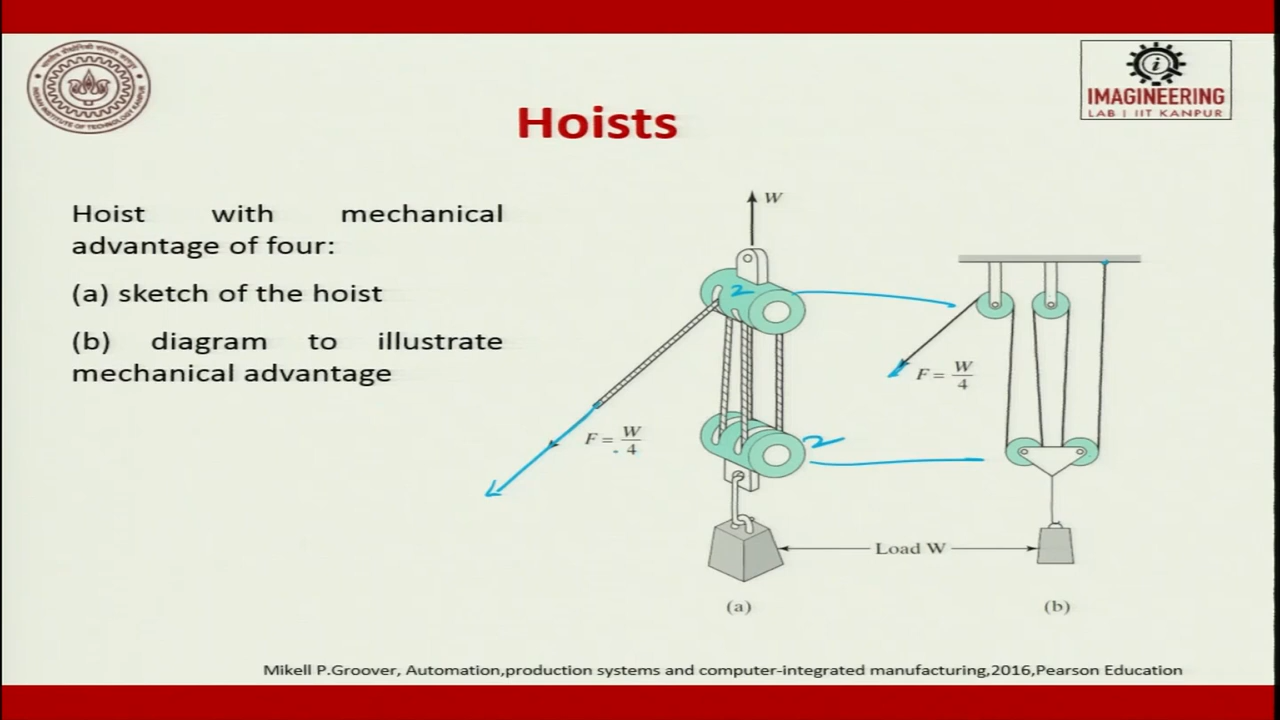 IMAGINEERING
LAB | IIT KANPUR
Hoists
Hoist with mechanical
advantage of four:
(a) sketch of the hoist
(b) diagram to illustrate
mechanical advantage
W
2
F = W/4
2
F = W/4
Load W
(a)
(b)
Mikell P.Groover, Automation,production systems and computer-integrated manufacturing,2016,Pearson Education